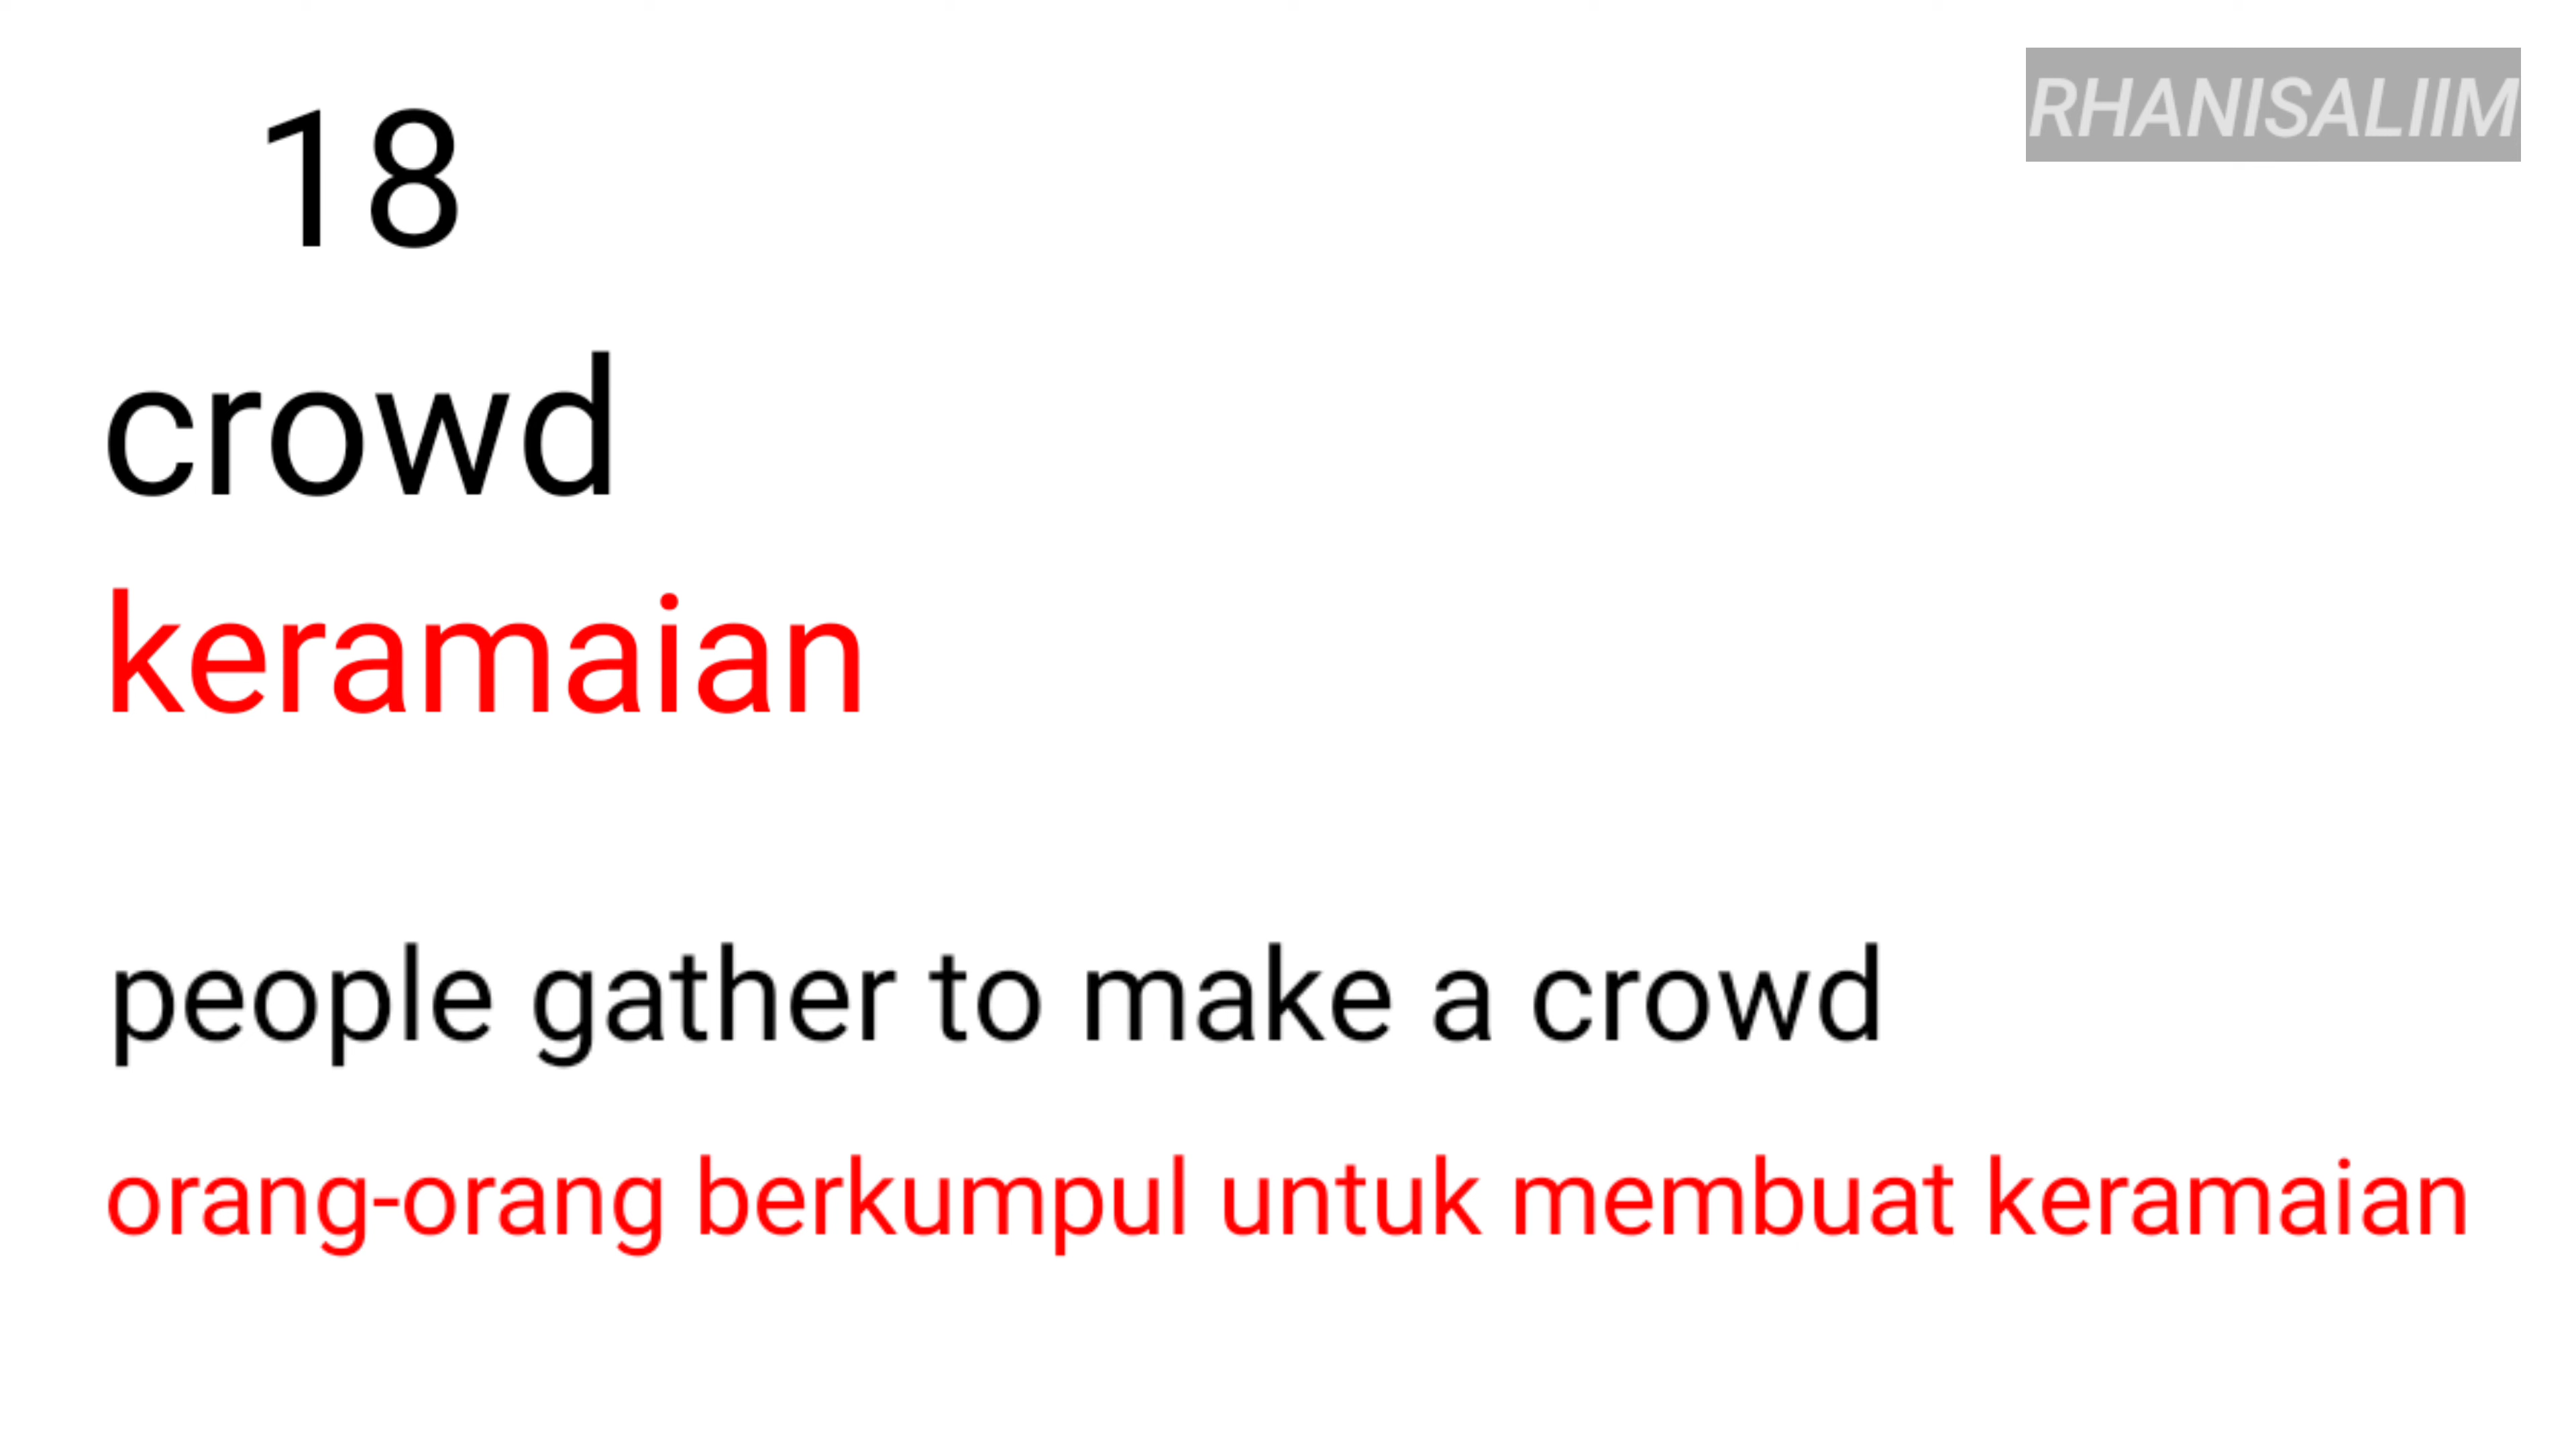 RHANISALIIM
18
crowd
keramaian
people gather to make a crowd
orang-orang berkumpul untuk membuat keramaian